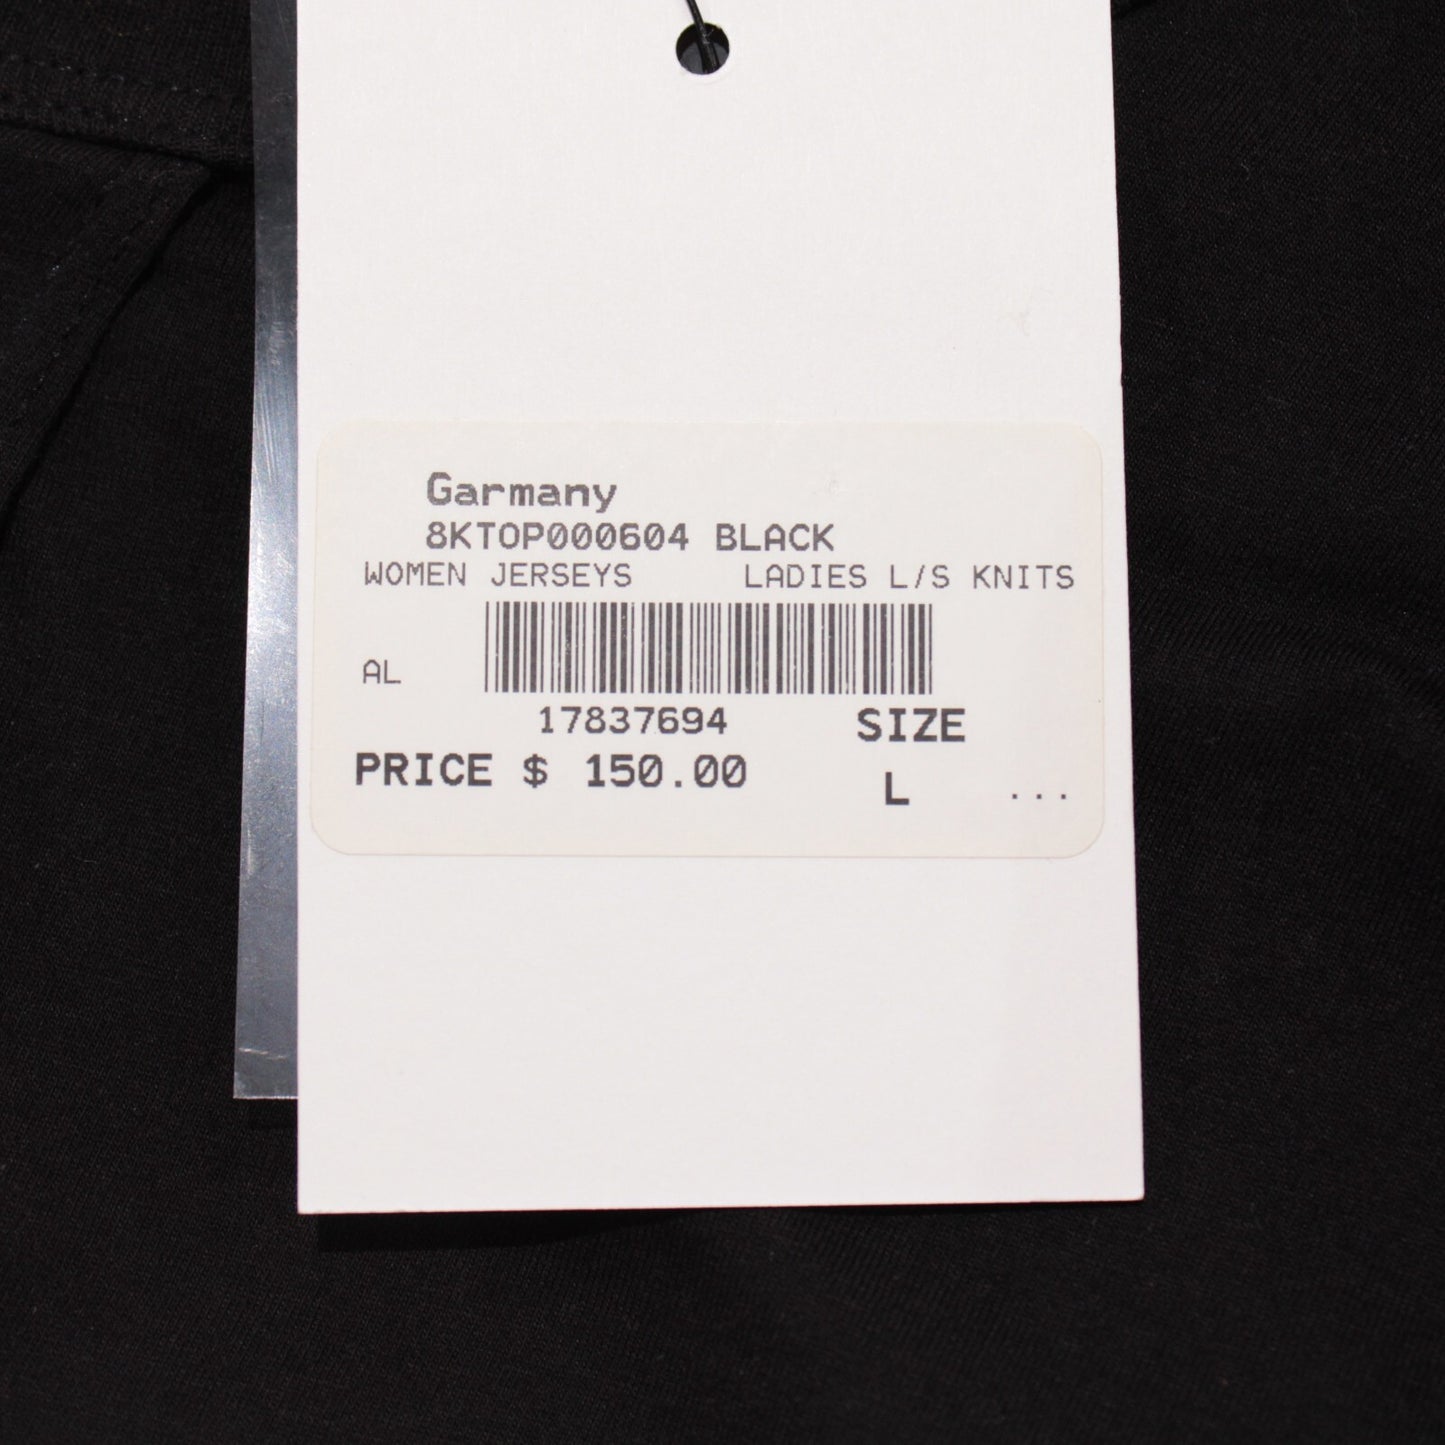 Garmany
8KTOP000604 BLACK
WOMEN JERSEYS LADIES L/S KNITS
AL
17837694 SIZE
PRICE $ 150.00
L ...